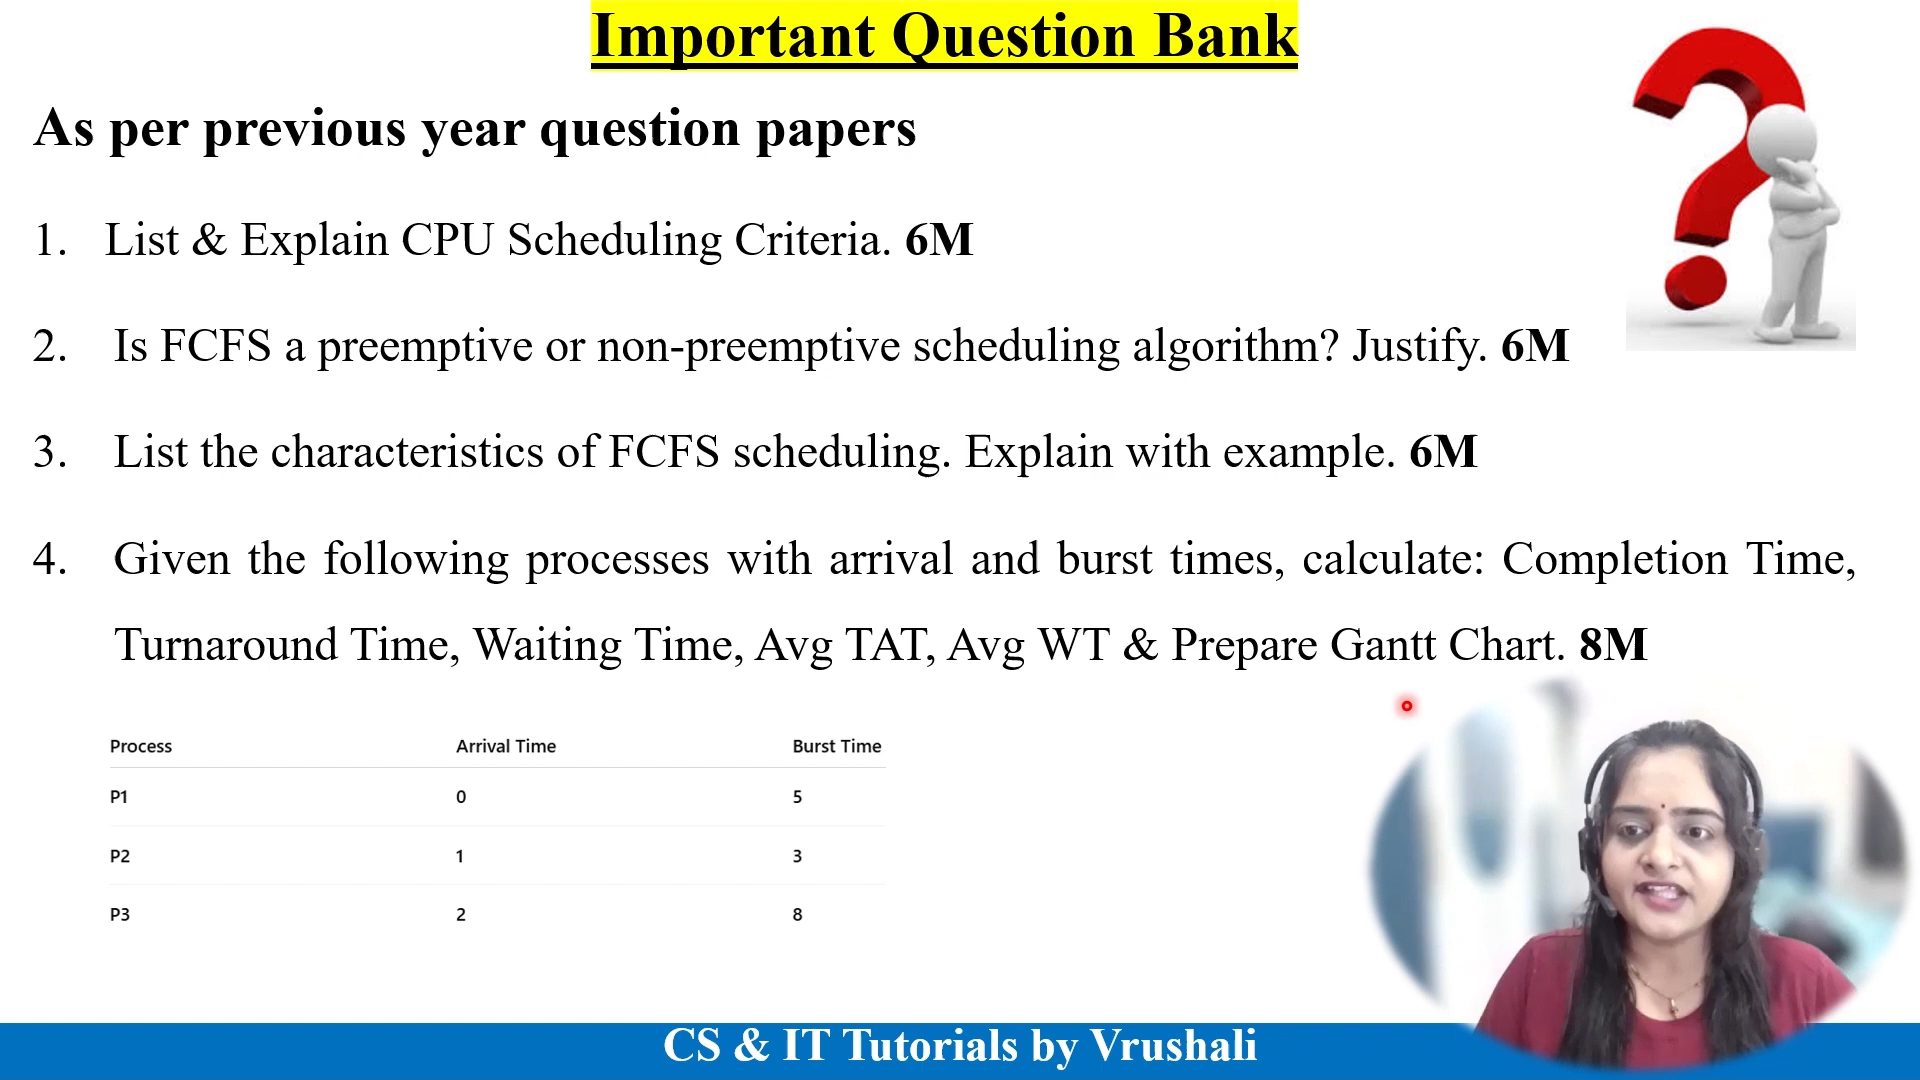 Important Question Bank
As per previous year question papers
1. List & Explain CPU Scheduling Criteria. 6M
2. Is FCFS a preemptive or non-preemptive scheduling algorithm? Justify. 6M
3. List the characteristics of FCFS scheduling. Explain with example. 6M
4. Given the following processes with arrival and burst times, calculate: Completion Time,
Turnaround Time, Waiting Time, Avg TAT, Avg WT & Prepare Gantt Chart. 8M
Process Arrival Time Burst Time
P1 0 5
P2 1 3
P3 2 8
CS & IT Tutorials by Vrushali